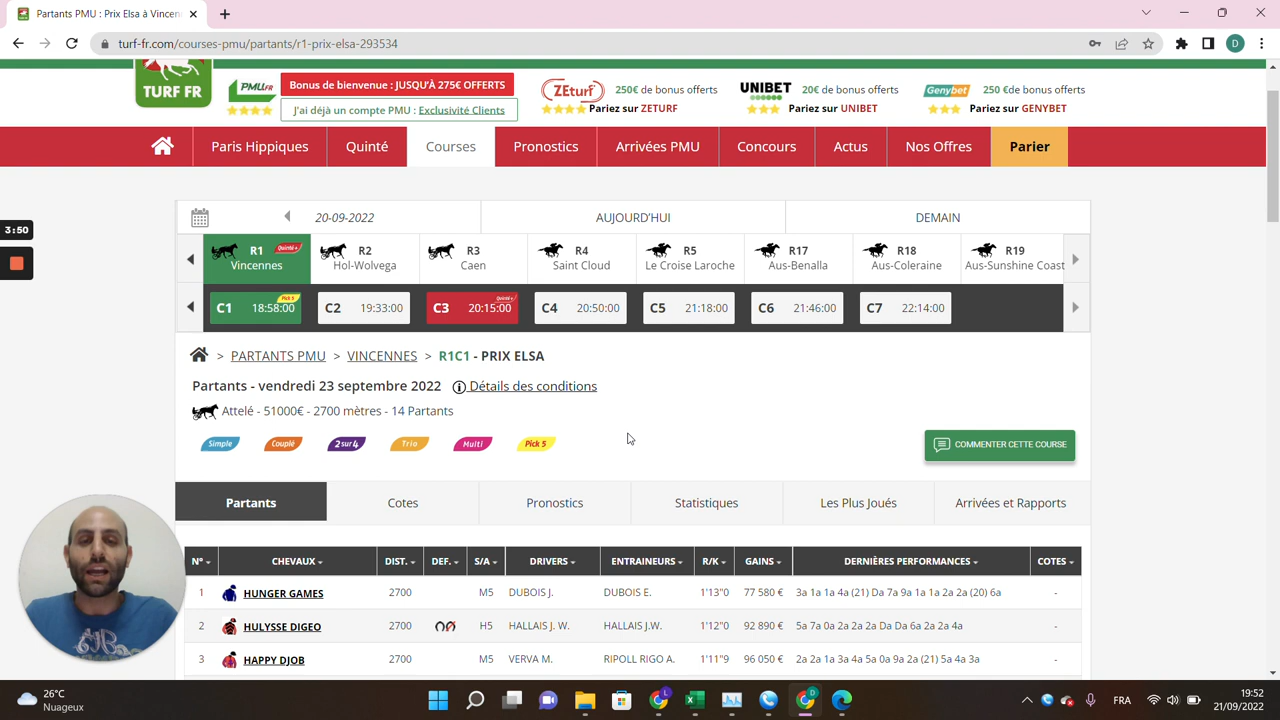 Partants PMU : Prix Elsa à Vincen
turf-fr.com/courses-pmu/partants/r1-prix-elsa-293534
D
TURF FR
PMU.FR
Bonus de bienvenue : JUSQU'À 275€ OFFERTS
J'ai déjà un compte PMU : Exclusivité Clients
ZEturf
250€ de bonus offerts
Pariez sur ZETURF
UNIBET
20€ de bonus offerts
Pariez sur UNIBET
Genybet
250 €de bonus offerts
Pariez sur GENYBET
Paris Hippiques
Quinté
Courses
Pronostics
Arrivées PMU
Concours
Actus
Nos Offres
Parier
3:50
20-09-2022
AUJOURD'HUI
DEMAIN
R1 Quinté+
Vincennes
R2
Hol-Wolvega
R3
Caen
R4
Saint Cloud
R5
Le Croise Laroche
R17
Aus-Benalla
R18
Aus-Coleraine
R19
Aus-Sunshine Coast
C1 18:58:00 Pick 5
C2 19:33:00
C3 20:15:00 Quinté+
C4 20:50:00
C5 21:18:00
C6 21:46:00
C7 22:14:00
> PARTANTS PMU > VINCENNES > R1C1 - PRIX ELSA
Partants - vendredi 23 septembre 2022 Détails des conditions
Attelé - 51000€ - 2700 mètres - 14 Partants
Simple Couplé 2 sur 4 Trio Multi Pick 5
COMMENTER CETTE COURSE
Partants Cotes Pronostics Statistiques Les Plus Joués Arrivées et Rapports
N° CHEVAUX DIST. DEF. S/A DRIVERS ENTRAINEURS R/K GAINS DERNIÈRES PERFORMANCES COTES
1 HUNGER GAMES 2700 M5 DUBOIS J. DUBOIS E. 1'13"0 77 580 € 3a 1a 1a 4a (21) Da 7a 9a 1a 1a 2a 2a (20) 6a -
2 HULYSSE DIGEO 2700 H5 HALLAIS J. W. HALLAIS J.W. 1'12"0 92 890 € 5a 7a 0a 2a 2a 2a Da Da 6a 2a 2a 4a -
3 HAPPY DJOB 2700 M5 VERVA M. RIPOLL RIGO A. 1'11"9 96 050 € 2a 2a 1a 3a 4a 5a 0a 9a 2a (21) 5a 4a 3a -
26°C
Nuageux
L
D
FRA
19:52
21/09/2022